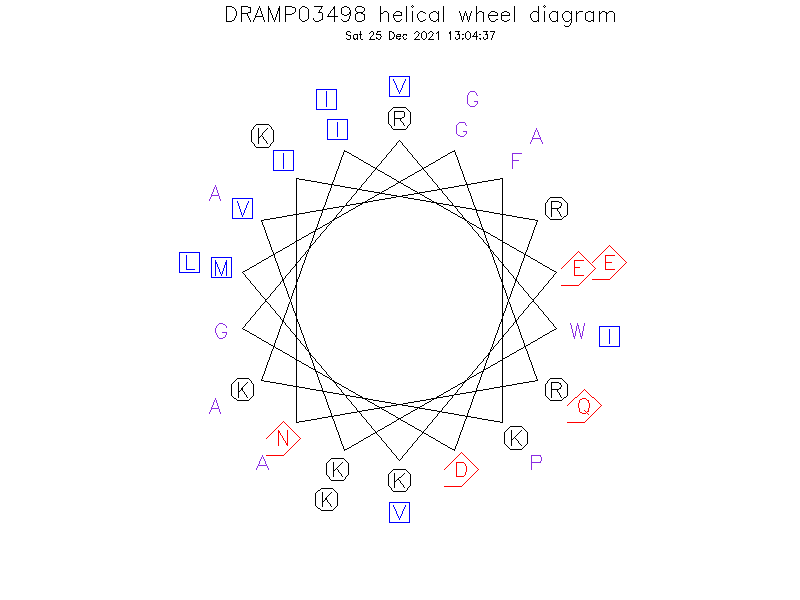 DRAMP03498 helical wheel diagram
Sat 25 Dec 2021 13:04:37
V
I G
R
K I G A
I F
A V R
L M E E
G W I
K R
A Q
N K
A P
K K D
K
V